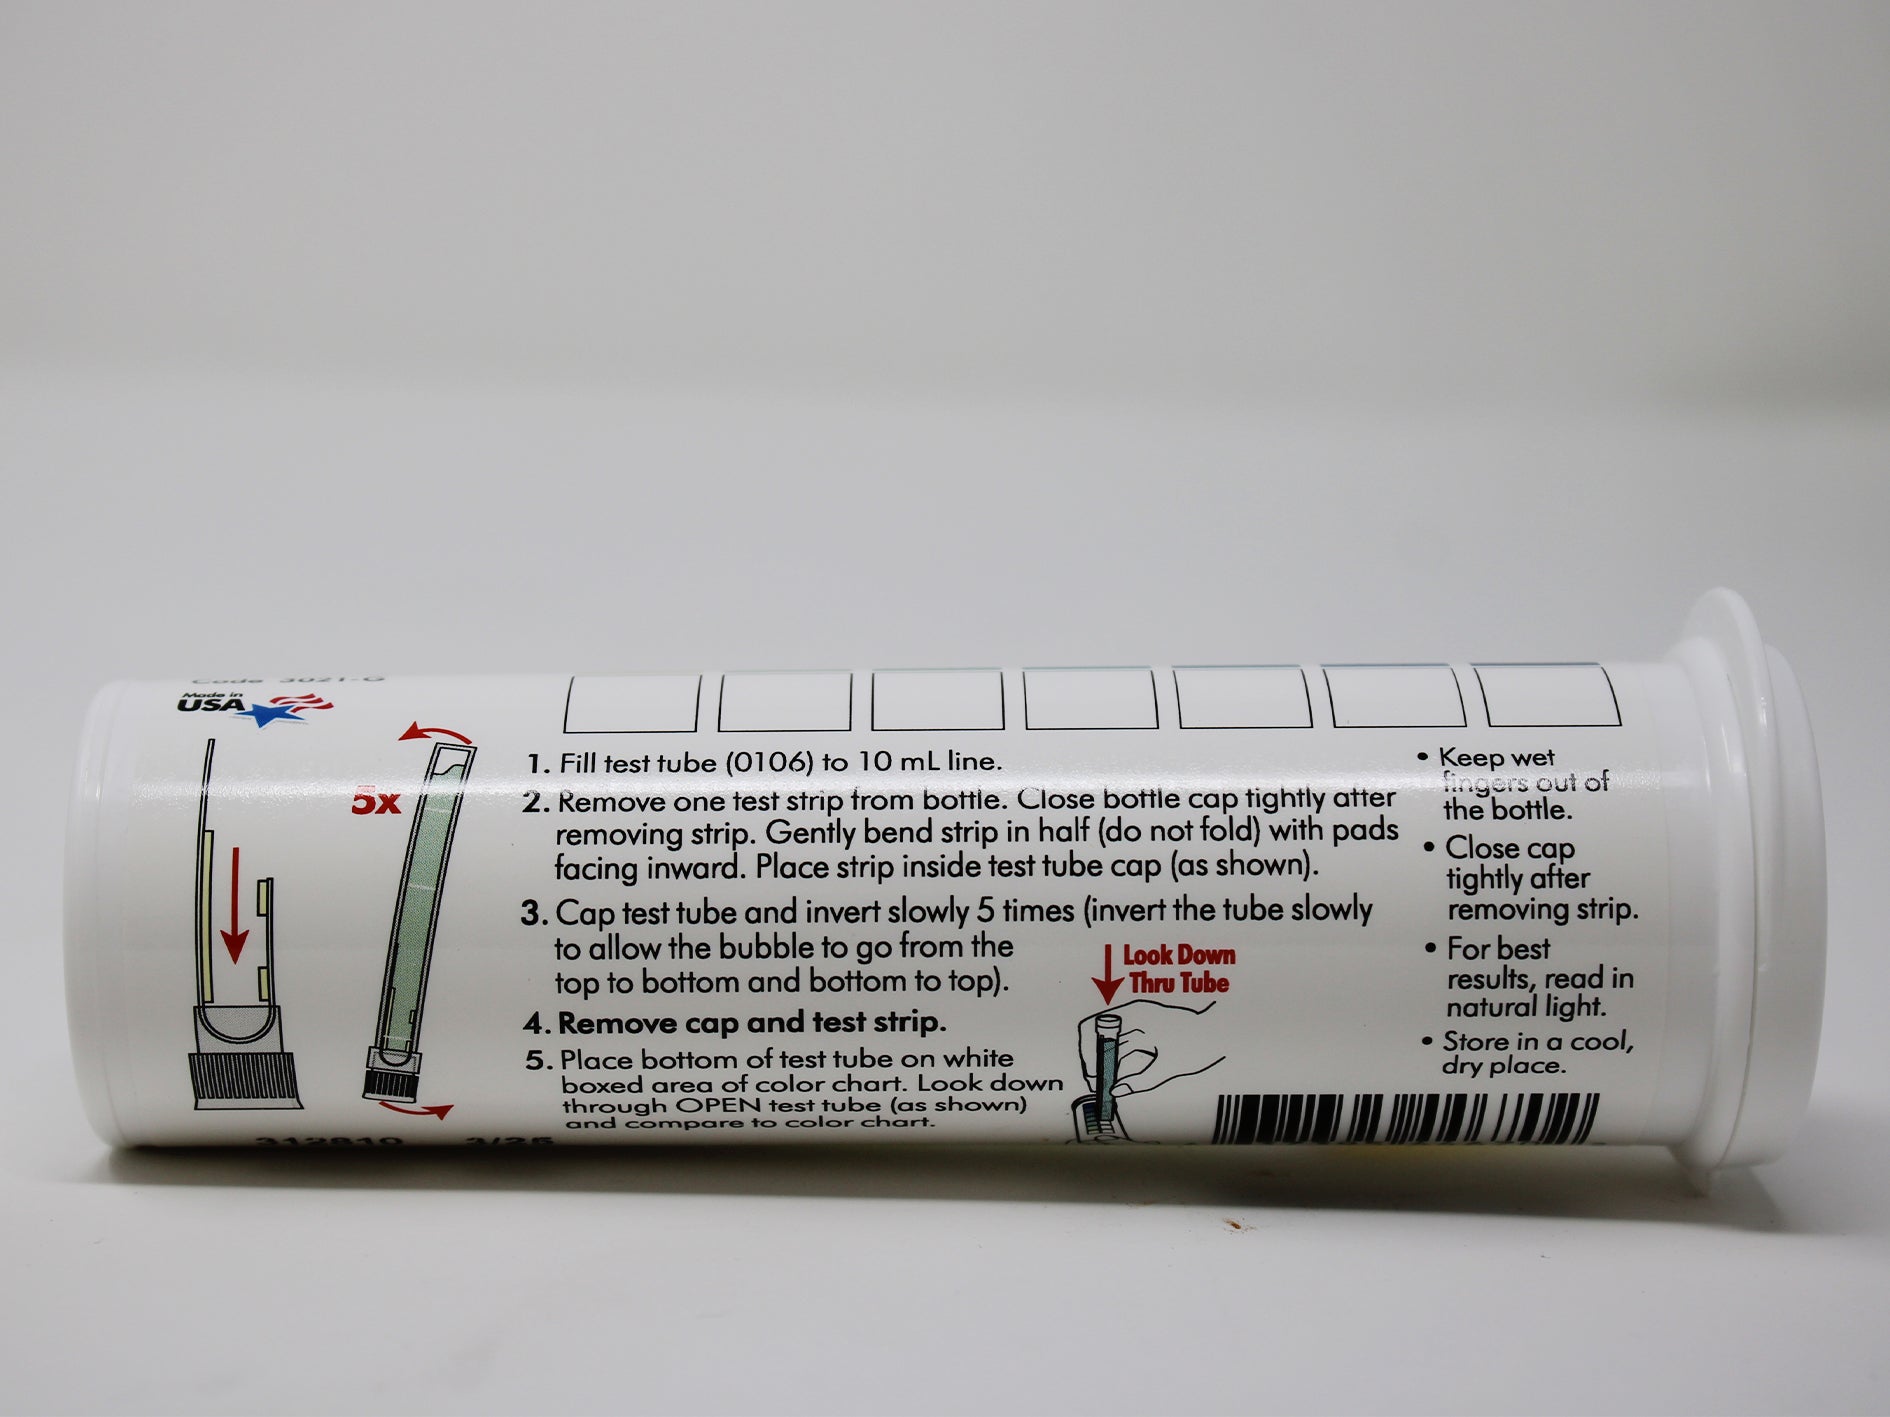 Code 3021-G
Made in
USA
5x
1. Fill test tube (0106) to 10 mL line.
2. Remove one test strip from bottle. Close bottle cap tightly after
removing strip. Gently bend strip in half (do not fold) with pads
facing inward. Place strip inside test tube cap (as shown).
3. Cap test tube and invert slowly 5 times (invert the tube slowly
to allow the bubble to go from the
top to bottom and bottom to top).
4. Remove cap and test strip.
5. Place bottom of test tube on white
boxed area of color chart. Look down
through OPEN test tube (as shown)
and compare to color chart.
Look Down
Thru Tube
• Keep wet
fingers out of
the bottle.
• Close cap
tightly after
removing strip.
• For best
results, read in
natural light.
• Store in a cool,
dry place.